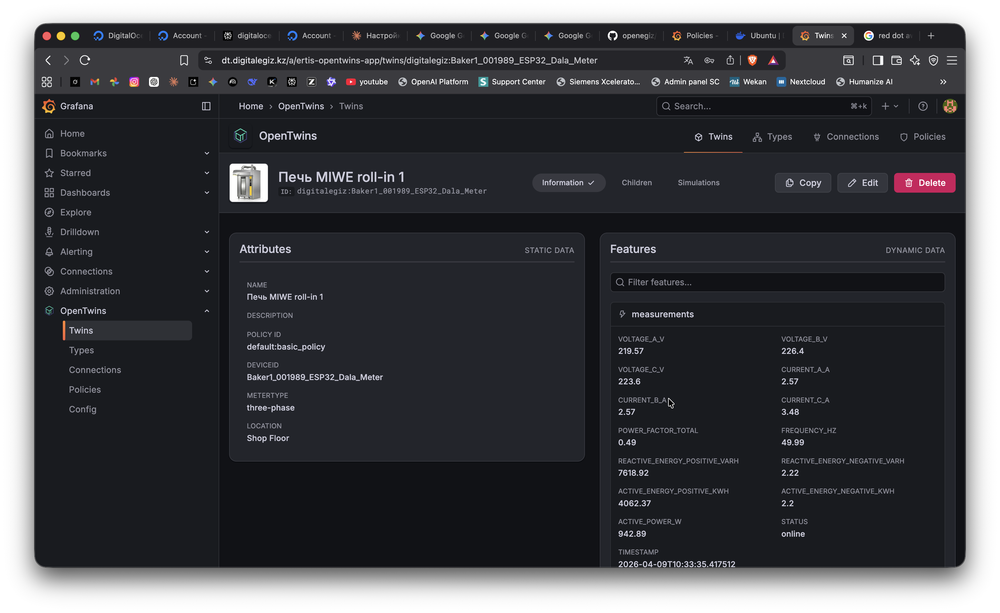 DigitalOce
Account -
digitaloce
Account -
Настройк
Google G
Google G
Google G
openegiz/
Policies -
Ubuntu |
Twins
red dot a
dt.digitalegiz.kz/a/ertis-opentwins-app/twins/digitalegiz:Baker1_001989_ESP32_Dala_Meter
youtube
OpenAI Platform
Support Center
Siemens Xcelerato...
Admin panel SC
Wekan
Nextcloud
Humanize AI
Grafana
Home › OpenTwins › Twins
Search...
⌘+k
Home
Bookmarks
Starred
Dashboards
Explore
Drilldown
Alerting
Connections
Administration
OpenTwins
Twins
Types
Connections
Policies
Config
OpenTwins
Twins
Types
Connections
Policies
Печь MIWE roll-in 1
ID: digitalegiz:Baker1_001989_ESP32_Dala_Meter
Information
Children
Simulations
Copy
Edit
Delete
Attributes
STATIC DATA
NAME
Печь MIWE roll-in 1
DESCRIPTION
POLICY ID
default:basic_policy
DEVICEID
Baker1_001989_ESP32_Dala_Meter
METERTYPE
three-phase
LOCATION
Shop Floor
Features
DYNAMIC DATA
Filter features...
measurements
VOLTAGE_A_V
219.57
VOLTAGE_B_V
226.4
VOLTAGE_C_V
223.6
CURRENT_A_A
2.57
CURRENT_B_A
2.57
CURRENT_C_A
3.48
POWER_FACTOR_TOTAL
0.49
FREQUENCY_HZ
49.99
REACTIVE_ENERGY_POSITIVE_VARH
7618.92
REACTIVE_ENERGY_NEGATIVE_VARH
2.22
ACTIVE_ENERGY_POSITIVE_KWH
4062.37
ACTIVE_ENERGY_NEGATIVE_KWH
2.2
ACTIVE_POWER_W
942.89
STATUS
online
TIMESTAMP
2026-04-09T10:33:35.417512